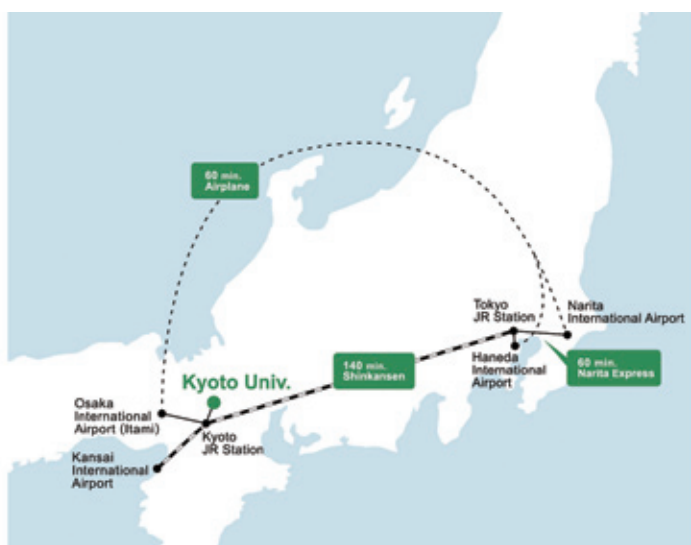 60 min.
Airplane
Tokyo
JR Station
Narita
International Airport
Haneda
International
Airport
60 min.
Narita Express
140 min.
Shinkansen
Kyoto Univ.
Osaka
International
Airport (Itami)
Kyoto
JR Station
Kansai
International
Airport